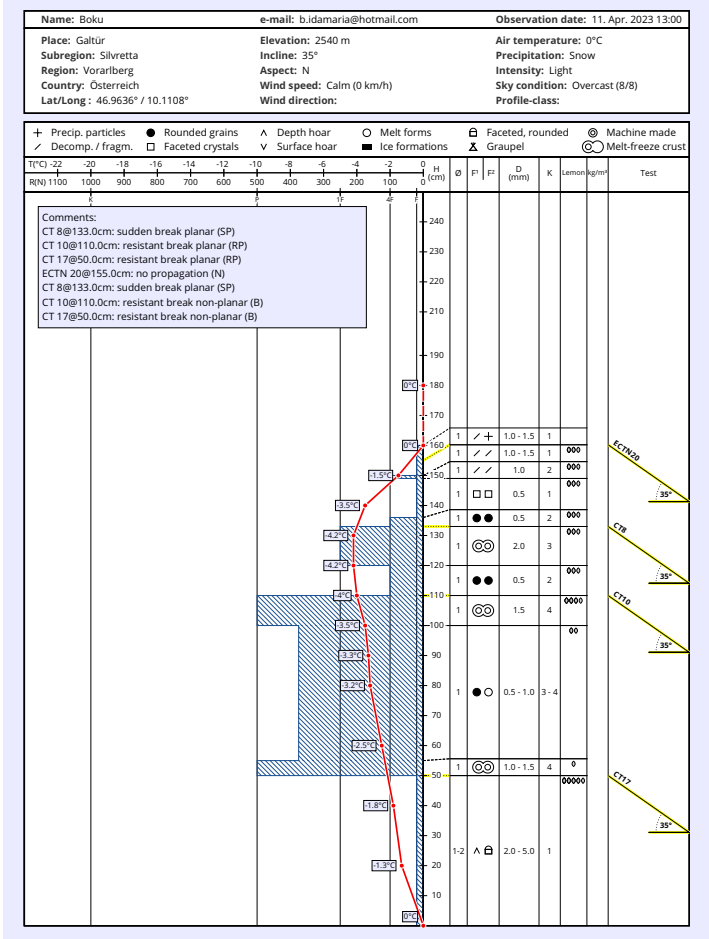 Name: Boku e-mail: b.idamaria@hotmail.com Observation date: 11. Apr. 2023 13:00
Place: Galtür Elevation: 2540 m Air temperature: 0°C
Subregion: Silvretta Incline: 35° Precipitation: Snow
Region: Vorarlberg Aspect: N Intensity: Light
Country: Österreich Wind speed: Calm (0 km/h) Sky condition: Overcast (8/8)
Lat/Long : 46.9636° / 10.1108° Wind direction: Profile-class:
Precip. particles Rounded grains Depth hoar Melt forms Faceted, rounded Machine made
Decomp. / fragm. Faceted crystals Surface hoar Ice formations Graupel Melt-freeze crust
T(°C) -22 -20 -18 -16 -14 -12 -10 -8 -6 -4 -2 0 H (cm) Ø F¹ F² D (mm) K Lemon kg/m³ Test
R(N) 1100 1000 900 800 700 600 500 400 300 200 100 0
K P 1F 4F F
Comments:
CT 8@133.0cm: sudden break planar (SP)
CT 10@110.0cm: resistant break planar (RP)
CT 17@50.0cm: resistant break planar (RP)
ECTN 20@155.0cm: no propagation (N)
CT 8@133.0cm: sudden break planar (SP)
CT 10@110.0cm: resistant break non-planar (B)
CT 17@50.0cm: resistant break non-planar (B)
240
230
220
210
190
0°C 180
170
1 1.0 - 1.5 1
0°C 160
1 1.0 - 1.5 1 ECTN20
1 1.0 2
-1.5°C 150
1 0.5 1 35°
-3.5°C 140
1 0.5 2
-4.2°C 130 CT8
1 2.0 3
-4.2°C 120
1 0.5 2 35°
-4°C 110 CT10
1 1.5 4
-3.5°C 100
-3.3°C 90 35°
-3.2°C 80
1 0.5 - 1.0 3 - 4
70
-2.5°C 60
1 1.0 - 1.5 4
50 CT17
-1.8°C 40
35°
30
1-2 2.0 - 5.0 1
-1.3°C 20
10
0°C